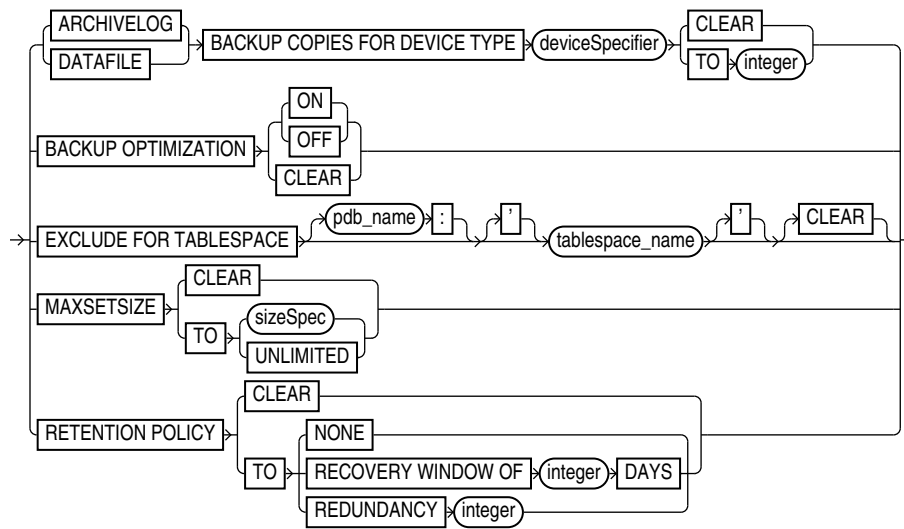 ARCHIVELOG
DATAFILE
BACKUP COPIES FOR DEVICE TYPE deviceSpecifier
CLEAR
TO integer
BACKUP OPTIMIZATION
ON
OFF
CLEAR
EXCLUDE FOR TABLESPACE
pdb_name : ' tablespace_name ' CLEAR
MAXSETSIZE
CLEAR
TO
sizeSpec
UNLIMITED
RETENTION POLICY
CLEAR
TO
NONE
RECOVERY WINDOW OF integer DAYS
REDUNDANCY integer